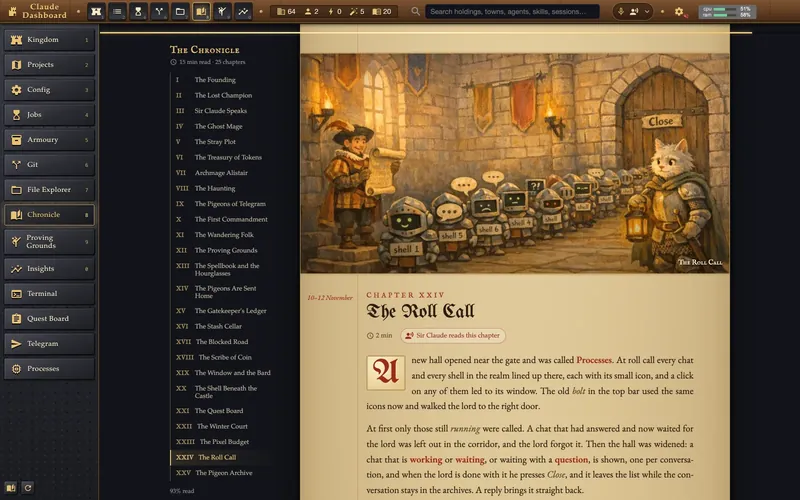 Claude
Dashboard
64 2 0 5 20
Search holdings, towns, agents, skills, sessions…
cpu 51%
ram 56%
Kingdom 1
Projects 2
Config 3
Jobs 4
Armoury 5
Git 6
File Explorer 7
Chronicle 8
Proving
Grounds 9
Insights 0
Terminal
Quest Board
Telegram
Processes
The Chronicle
15 min read · 25 chapters
I The Founding
II The Lost Champion
III Sir Claude Speaks
IV The Ghost Mage
V The Stray Plot
VI The Treasury of Tokens
VII Archmage Alistair
VIII The Haunting
IX The Pigeons of Telegram
X The First Commandment
XI The Wandering Folk
XII The Proving Grounds
XIII The Spellbook and the
Hourglasses
XIV The Pigeons Are Sent
Home
XV The Gatekeeper's Ledger
XVI The Stash Cellar
XVII The Blocked Road
XVIII The Scribe of Coin
XIX The Window and the Bard
XX The Shell Beneath the
Castle
XXI The Quest Board
XXII The Winter Court
XXIII The Pixel Budget
XXIV The Roll Call
XXV The Pigeon Archive
93% read
Close
?!
shell 1
shell 5
shell 6
The Roll Call
10–12 November
CHAPTER XXIV
The Roll Call
2 min
Sir Claude reads this chapter
A new hall opened near the gate and was called Processes. At roll call every chat
and every shell in the realm lined up there, each with its small icon, and a click
on any of them led to its window. The old bolt in the top bar used the same
icons now and walked the lord to the right door.
At first only those still running were called. A chat that had answered and now waited for
the lord was left out in the corridor, and the lord forgot it. Then the hall was widened: a
chat that is working or waiting, or waiting with a question, is shown, one per conversa-
tion, and when the lord is done with it he presses Close, and it leaves the list while the con-
versation stays in the archives. A reply brings it straight back.